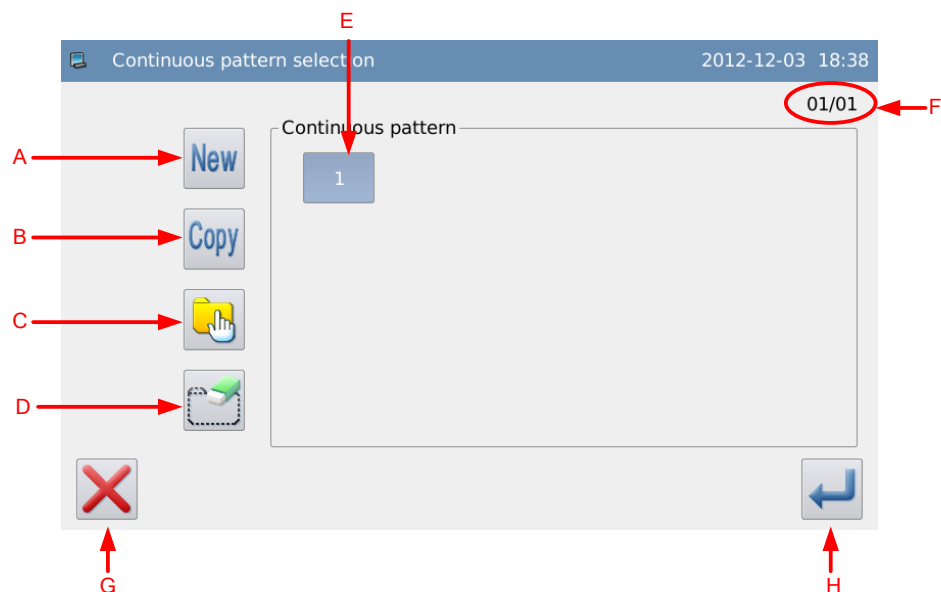 E
Continuous pattern selection 2012-12-03 18:38
01/01
F
Continuous pattern
A
New
1
B
Copy
C
D
G
H